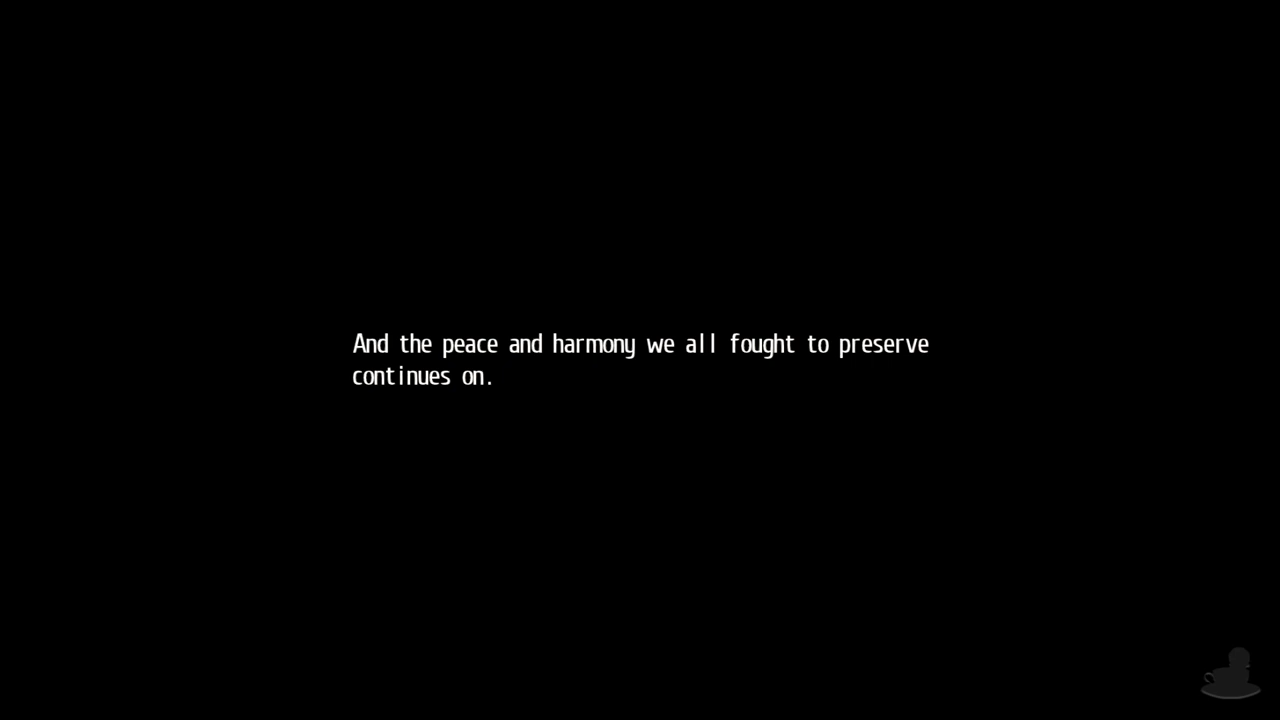 And the peace and harmony we all fought to preserve
continues on.